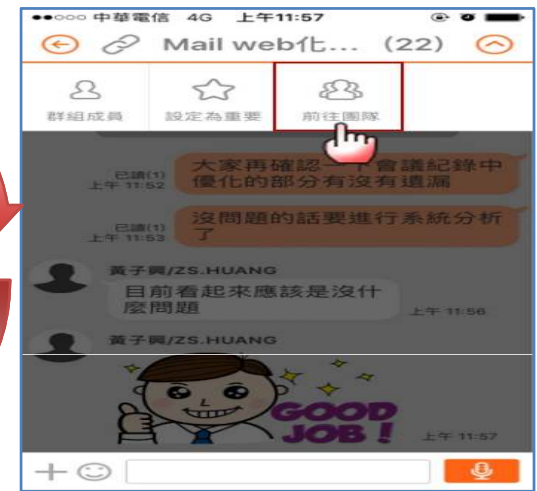 中華電信 4G 上午11:57
Mail web化... (22)
群組成員 設定為重要 前往團隊
大家再確認一下會議紀錄中
優化的部分有沒有遺漏
已讀(1)
上午 11:52
沒問題的話要進行系統分析
了
已讀(1)
上午 11:53
黃子興/ZS.HUANG
目前看起來應該是沒什
麼問題
上午 11:56
黃子興/ZS.HUANG
GOOD
JOB!
上午 11:57